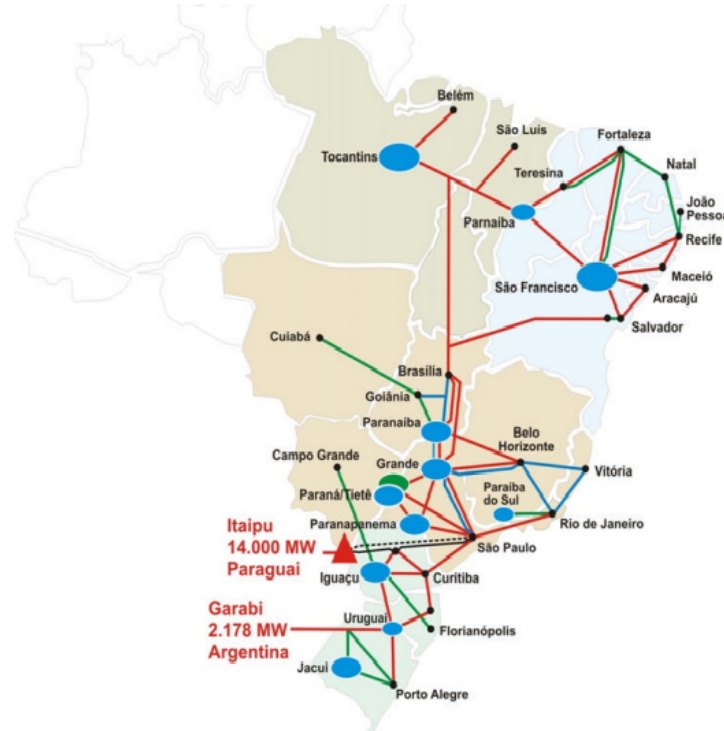 Belém
São Luis
Fortaleza
Tocantins
Teresina
Natal
João
Pessoa
Parnaíba
Recife
São Francisco
Maceió
Aracajú
Salvador
Cuiabá
Brasília
Goiânia
Paranaíba
Belo
Horizonte
Campo Grande
Grande
Vitória
Paraná/Tietê
Paraíba
do Sul
Paranapanema
Rio de Janeiro
Itaipu
14.000 MW
Paraguai
São Paulo
Iguaçu
Curitiba
Garabi
2.178 MW
Argentina
Uruguai
Florianópolis
Jacui
Porto Alegre